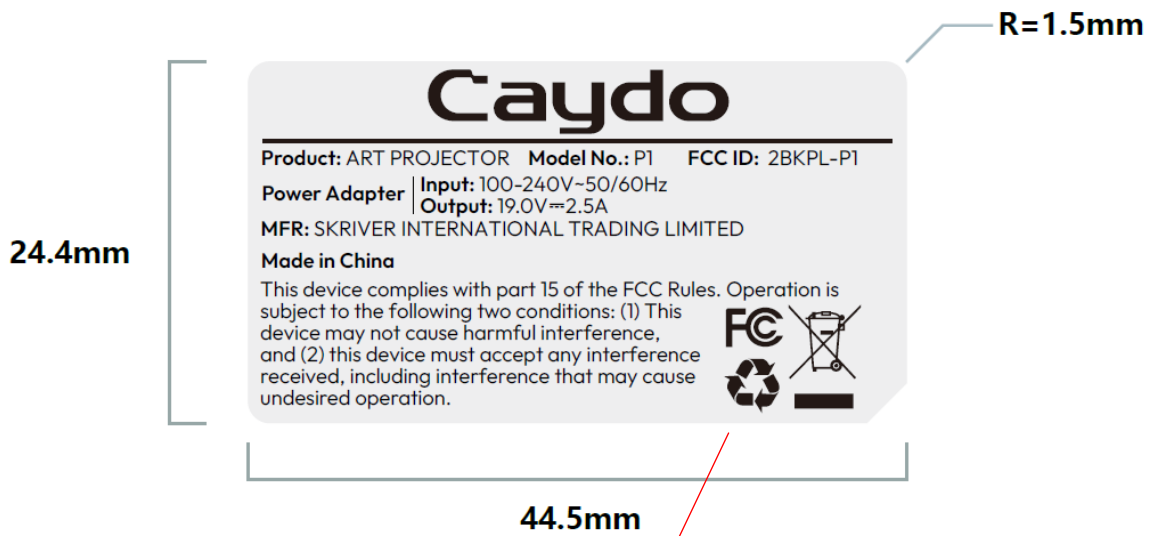 R=1.5mm
Caydo
Product: ART PROJECTOR Model No.: P1 FCC ID: 2BKPL-P1
Power Adapter
Input: 100-240V~50/60Hz
Output: 19.0V⎓2.5A
MFR: SKRIVER INTERNATIONAL TRADING LIMITED
24.4mm
Made in China
This device complies with part 15 of the FCC Rules. Operation is
subject to the following two conditions: (1) This
device may not cause harmful interference,
and (2) this device must accept any interference
received, including interference that may cause
undesired operation.
FC
44.5mm